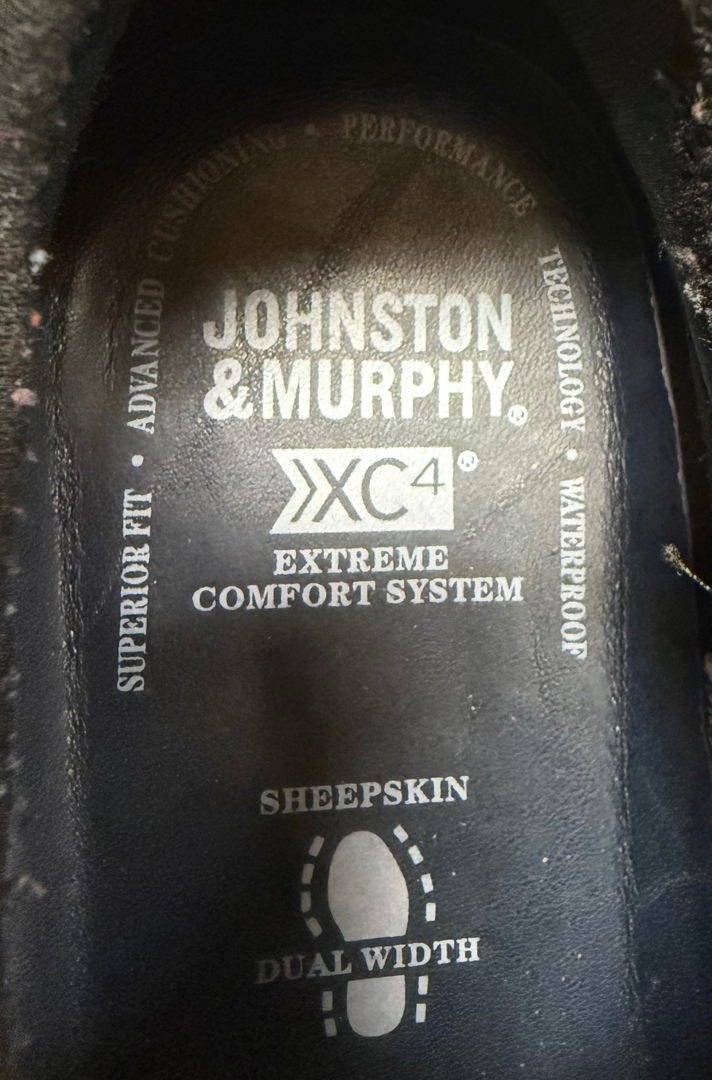 SUPERIOR FIT • ADVANCED CUSHIONING • PERFORMANCE TECHNOLOGY • WATERPROOF
JOHNSTON
&MURPHY®
XC4®
EXTREME
COMFORT SYSTEM
SHEEPSKIN
DUAL WIDTH